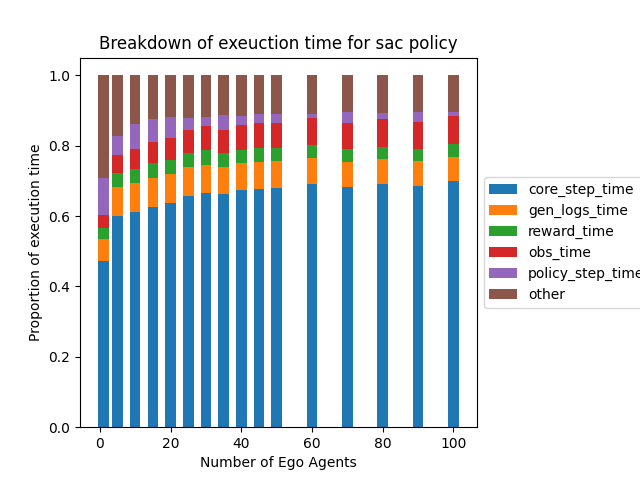 Breakdown of exeuction time for sac policy
Proportion of execution time
1.0
0.8
0.6
0.4
0.2
0.0
0
20
40
60
80
100
Number of Ego Agents
core_step_time
gen_logs_time
reward_time
obs_time
policy_step_time
other